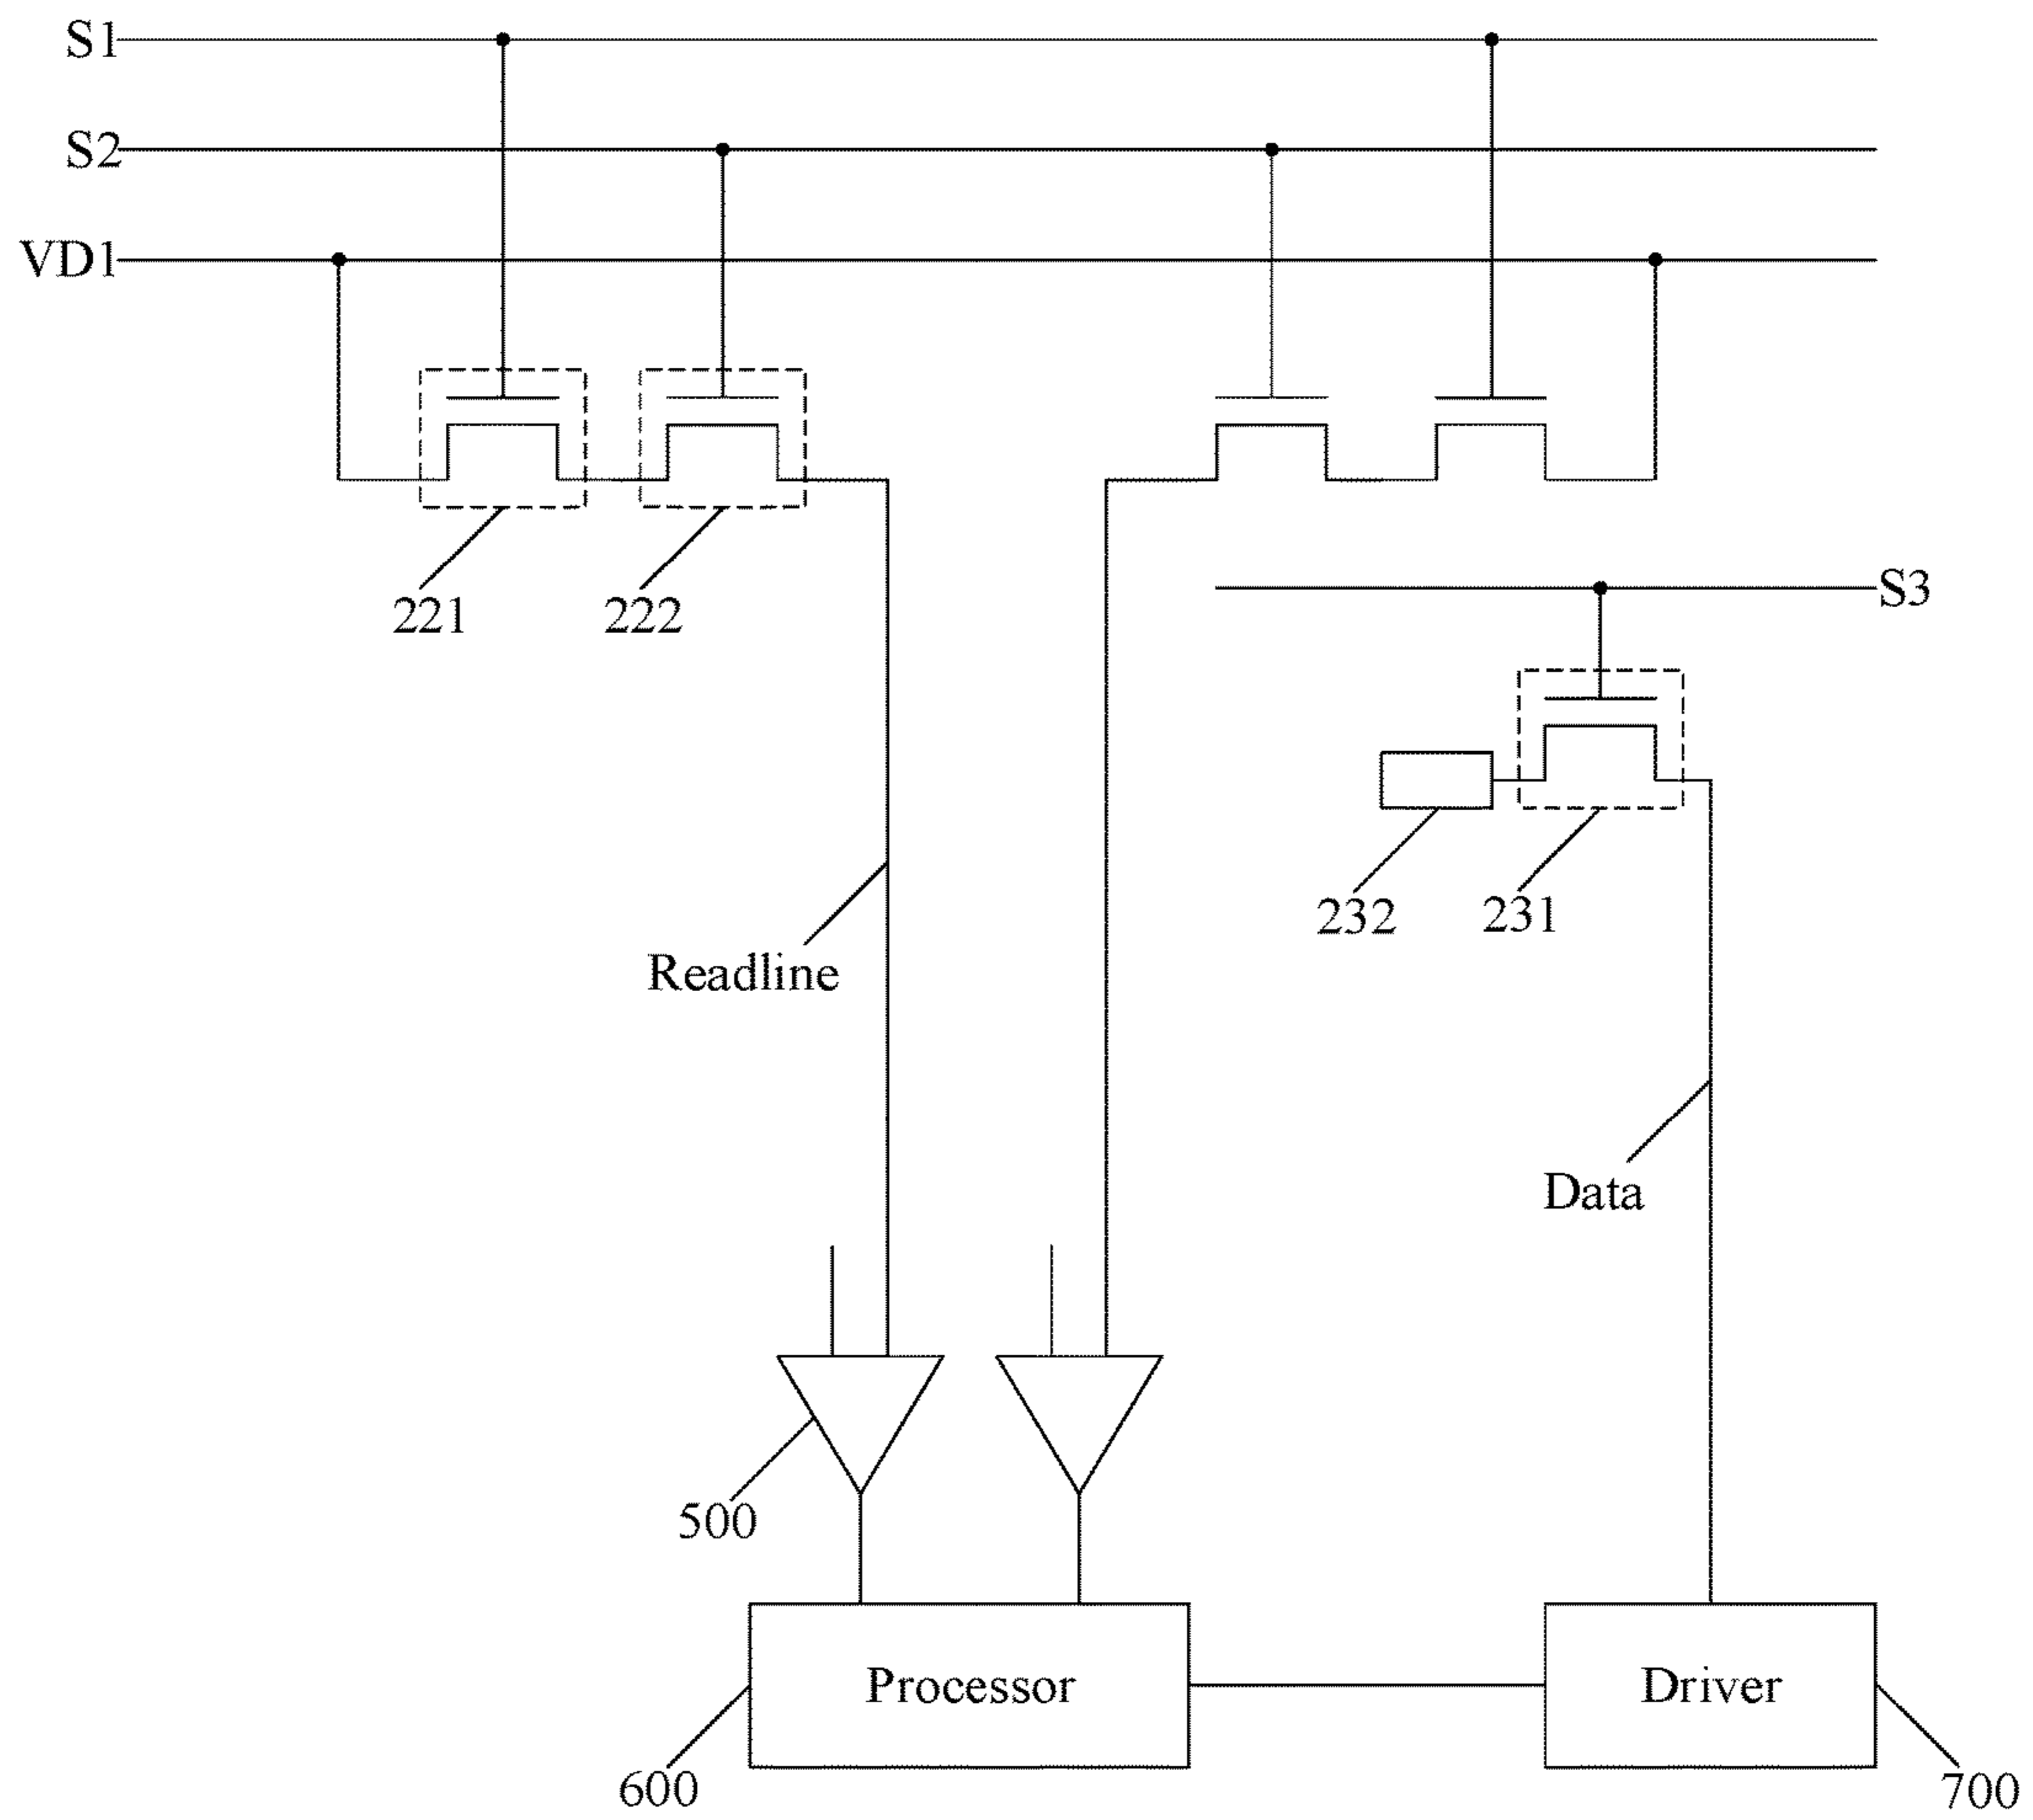 S1
S2
VD1
221
222
S3
232
231
Readline
Data
500
Processor
Driver
600
700